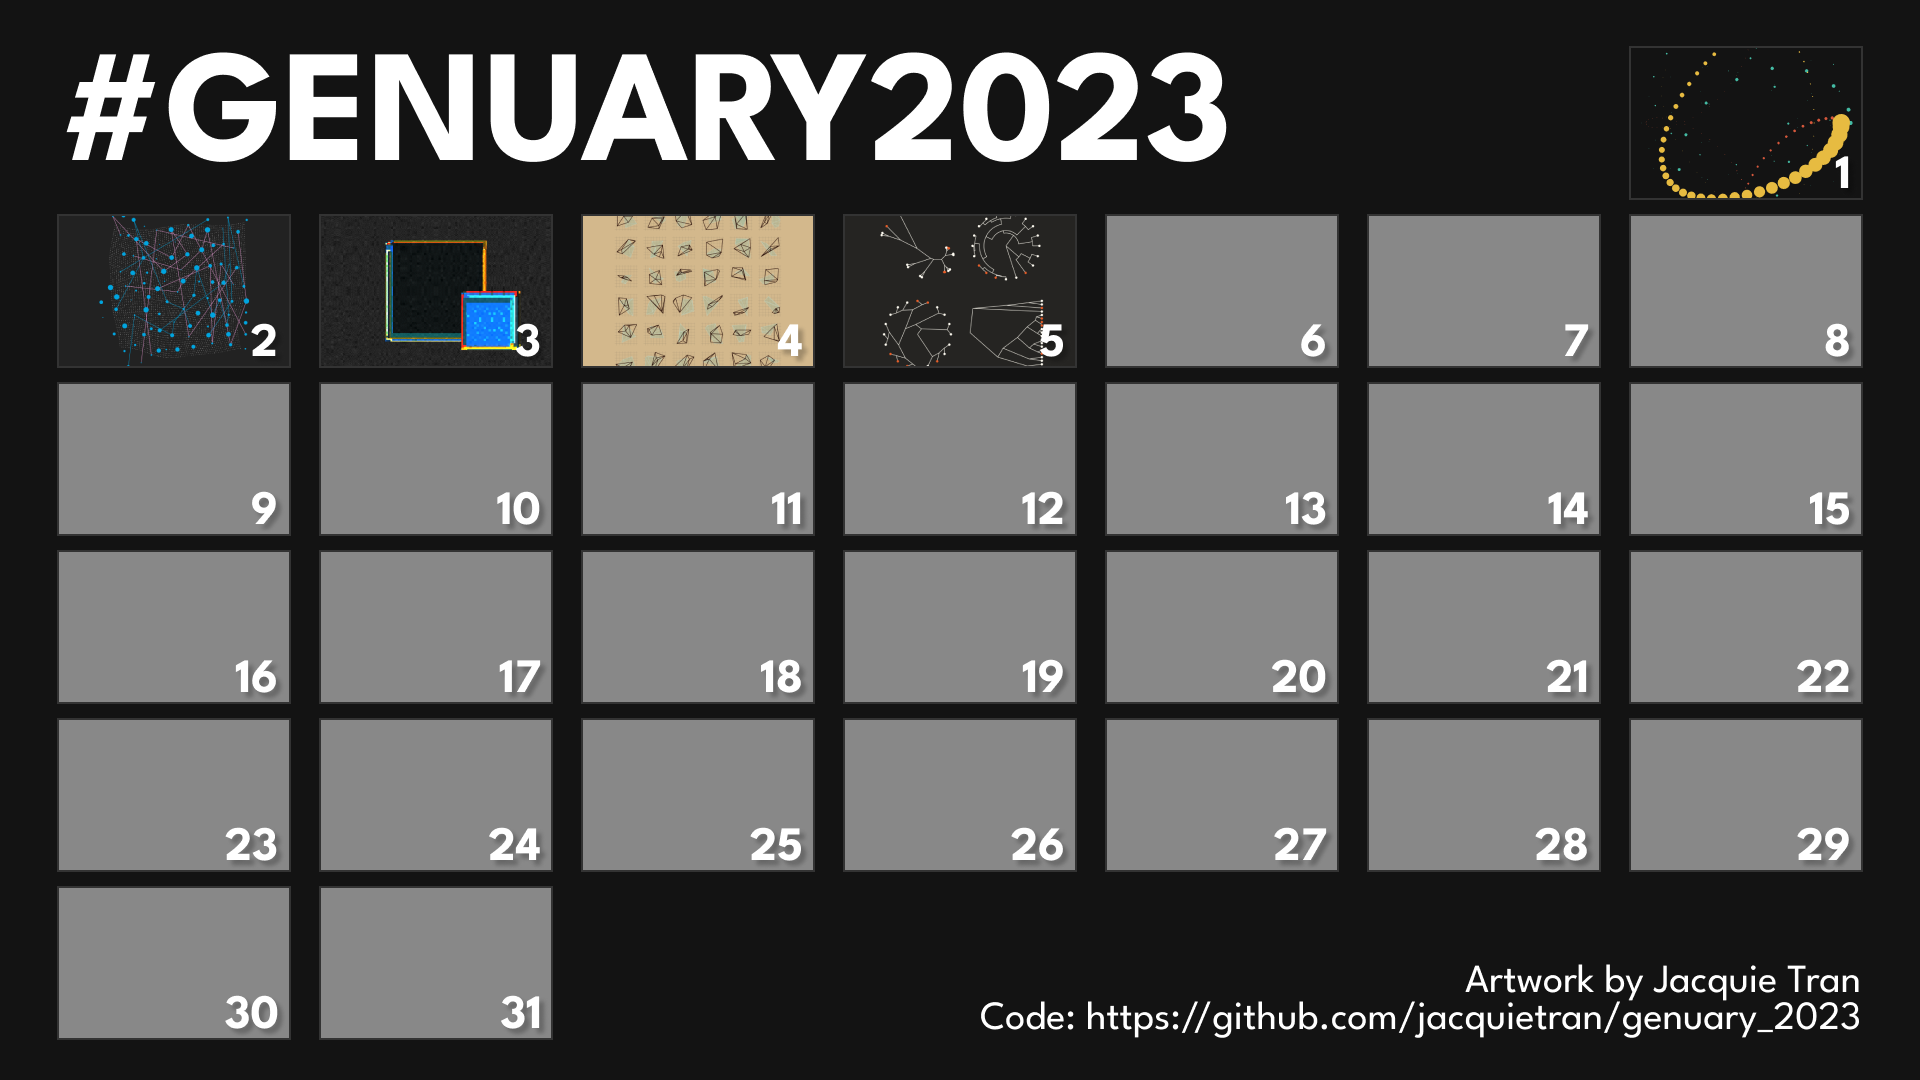 #GENUARY2023
1
2 3 4 5 6 7 8
9 10 11 12 13 14 15
16 17 18 19 20 21 22
23 24 25 26 27 28 29
30 31
Artwork by Jacquie Tran
Code: https://github.com/jacquietran/genuary_2023